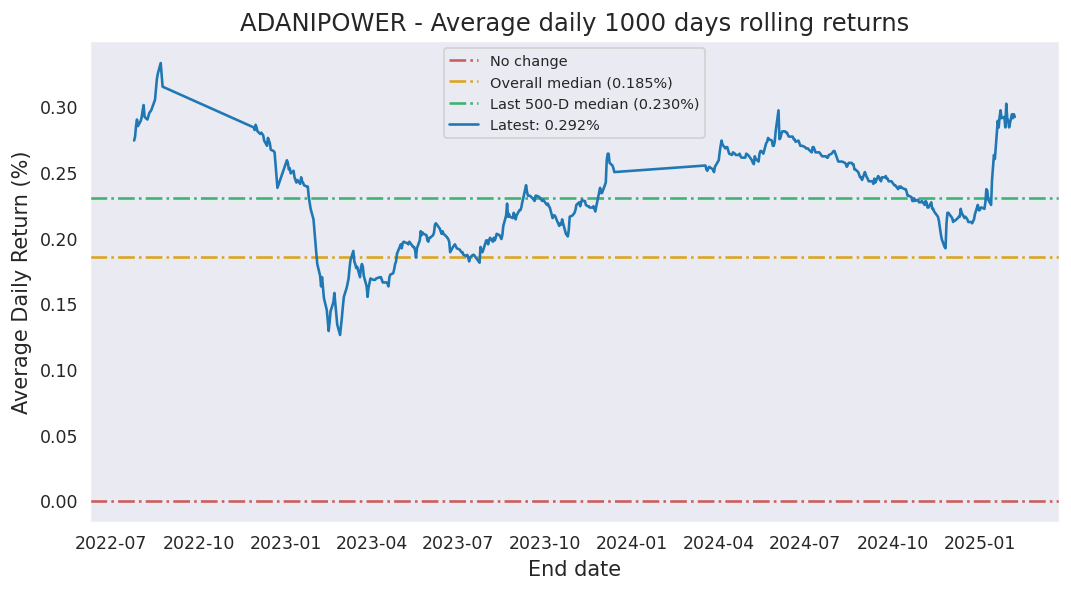 ADANIPOWER - Average daily 1000 days rolling returns
No change
Overall median (0.185%)
Last 500-D median (0.230%)
Latest: 0.292%
Average Daily Return (%)
0.30
0.25
0.20
0.15
0.10
0.05
0.00
2022-07 2022-10 2023-01 2023-04 2023-07 2023-10 2024-01 2024-04 2024-07 2024-10 2025-01
End date